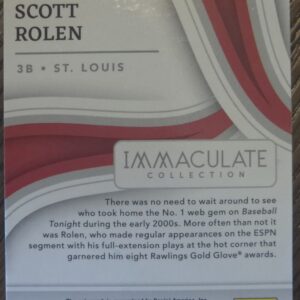 SCOTT
ROLEN
3B • ST. LOUIS
IMMACULATE
COLLECTION
There was no need to wait around to see
who took home the No. 1 web gem on Baseball
Tonight during the early 2000s. More often than not it
was Rolen, who made regular appearances on the ESPN
segment with his full-extension plays at the hot corner that
garnered him eight Rawlings Gold Glove® awards.